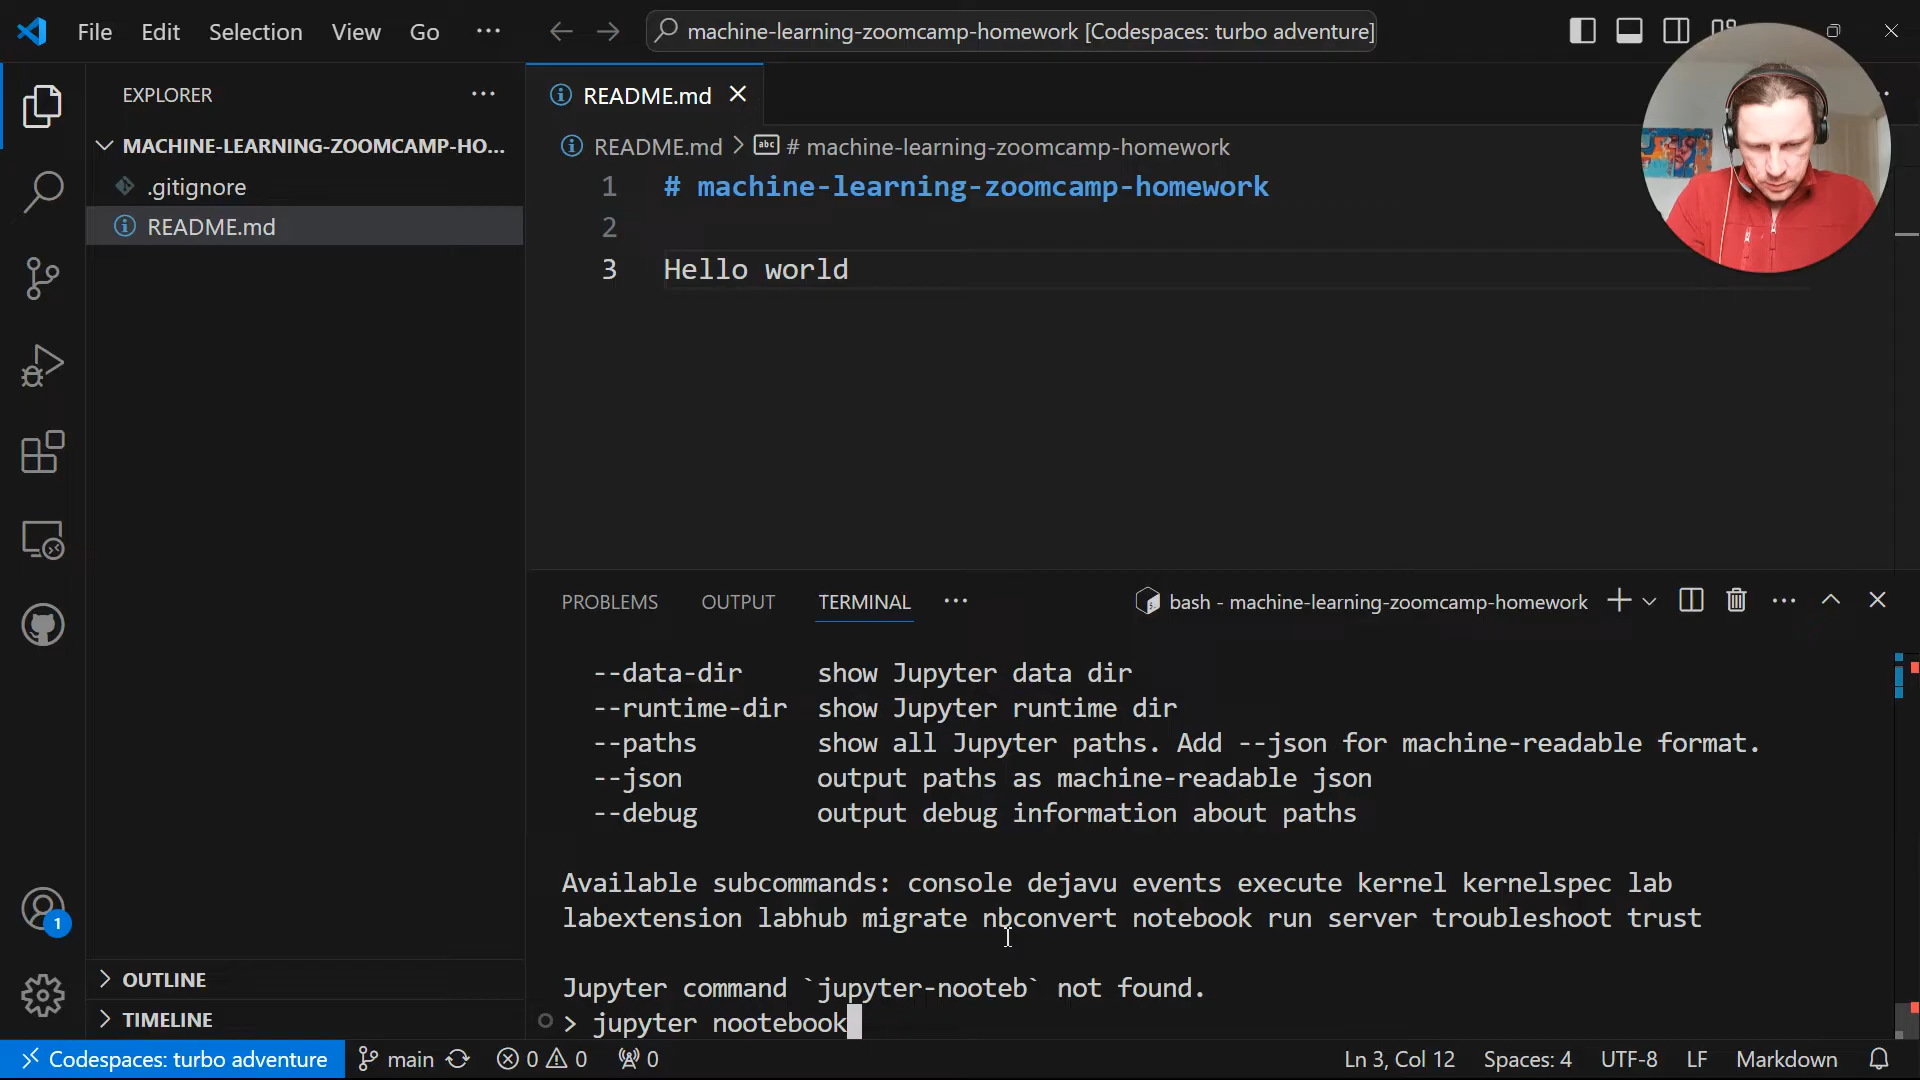 File Edit Selection View Go ···
machine-learning-zoomcamp-homework [Codespaces: turbo adventure]
EXPLORER
MACHINE-LEARNING-ZOOMCAMP-HO...
.gitignore
README.md
OUTLINE
TIMELINE
README.md
README.md > # machine-learning-zoomcamp-homework
1 # machine-learning-zoomcamp-homework
2
3 Hello world
PROBLEMS OUTPUT TERMINAL ···
bash - machine-learning-zoomcamp-homework
--data-dir show Jupyter data dir
--runtime-dir show Jupyter runtime dir
--paths show all Jupyter paths. Add --json for machine-readable format.
--json output paths as machine-readable json
--debug output debug information about paths
Available subcommands: console dejavu events execute kernel kernelspec lab
labextension labhub migrate nbconvert notebook run server troubleshoot trust
Jupyter command `jupyter-nooteb` not found.
> jupyter nootebook
1
Codespaces: turbo adventure main 0 0 0 Ln 3, Col 12 Spaces: 4 UTF-8 LF Markdown